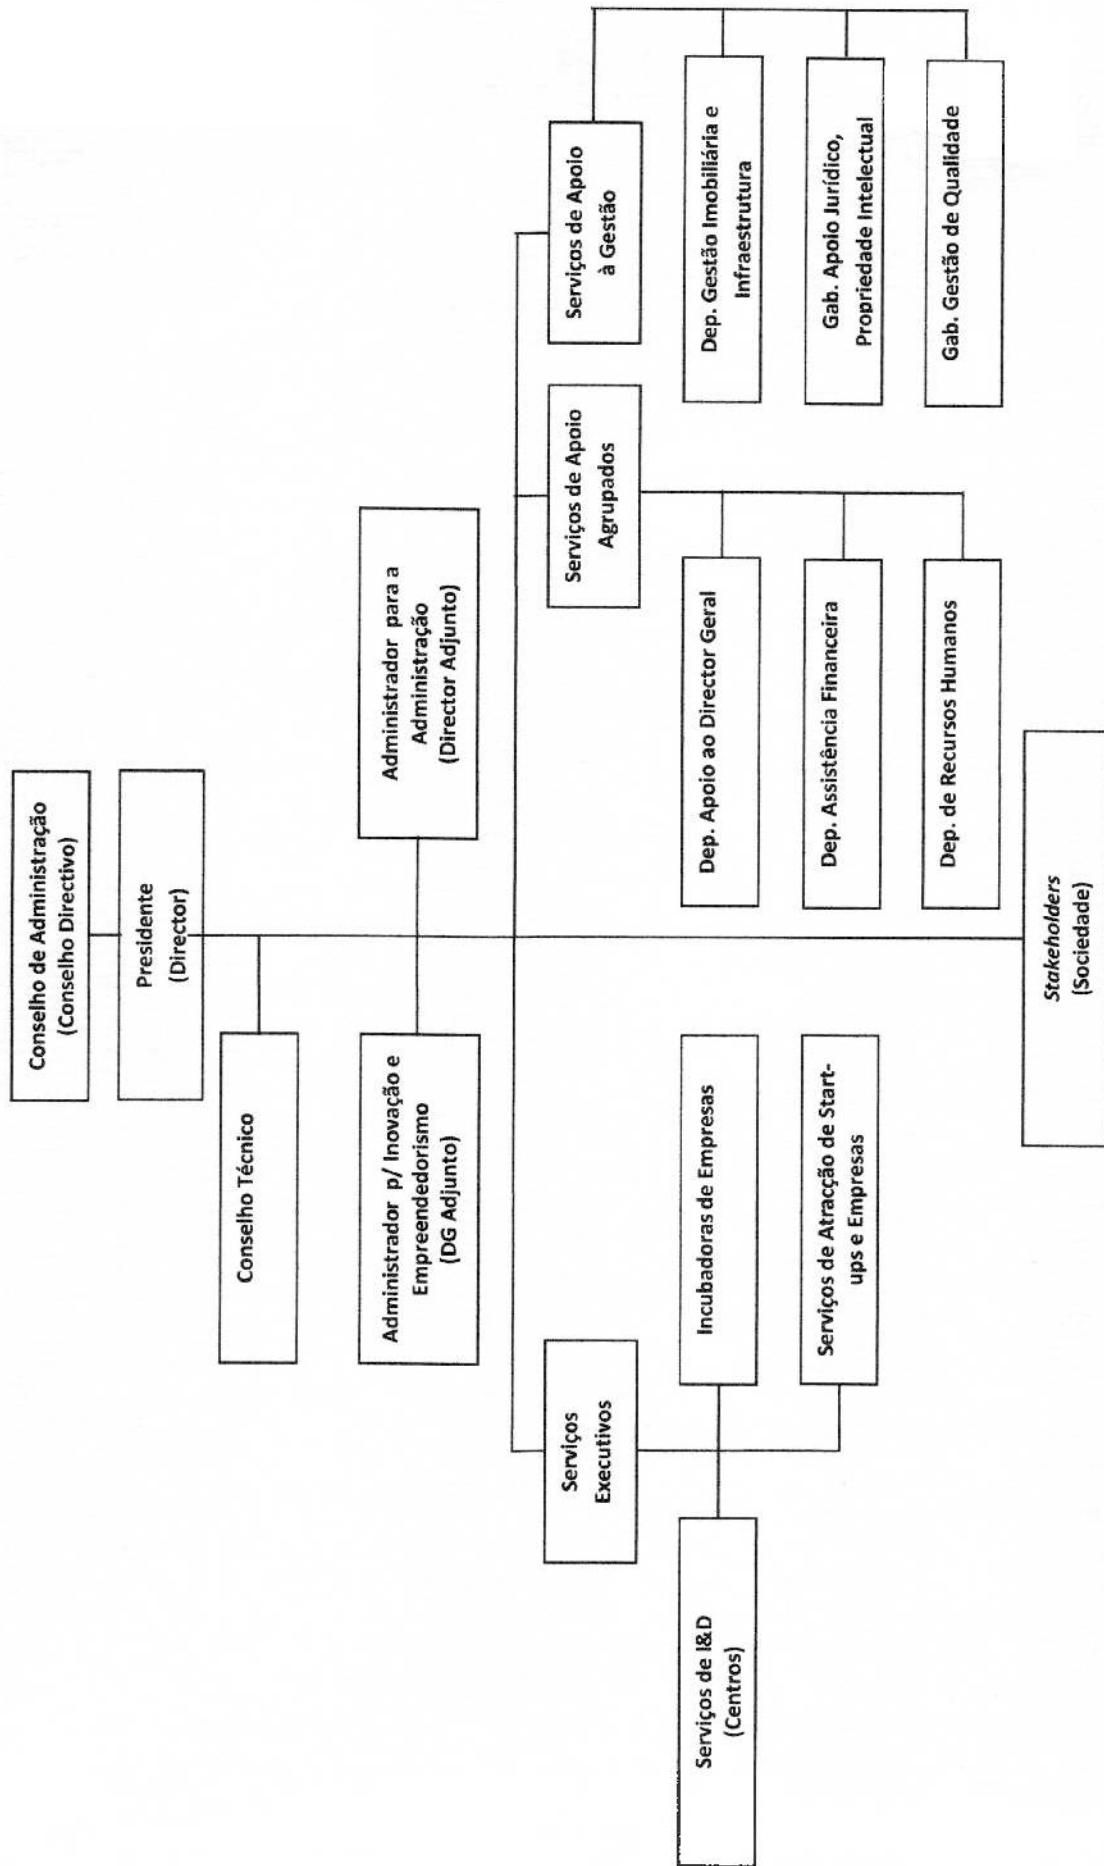 Conselho de Administração
(Conselho Directivo)
Presidente
(Director)
Conselho Técnico
Administrador p/ Inovação e
Empreendedorismo
(DG Adjunto)
Administrador para a
Administração
(Director Adjunto)
Serviços
Executivos
Serviços de Apoio
Agrupados
Serviços de Apoio
à Gestão
Serviços de I&D
(Centros)
Incubadoras de Empresas
Serviços de Atracção de Start-
ups e Empresas
Dep. Apoio ao Director Geral
Dep. Assistência Financeira
Dep. de Recursos Humanos
Dep. Gestão Imobiliária e
Infraestrutura
Gab. Apoio Jurídico,
Propriedade Intelectual
Gab. Gestão de Qualidade
Stakeholders
(Sociedade)